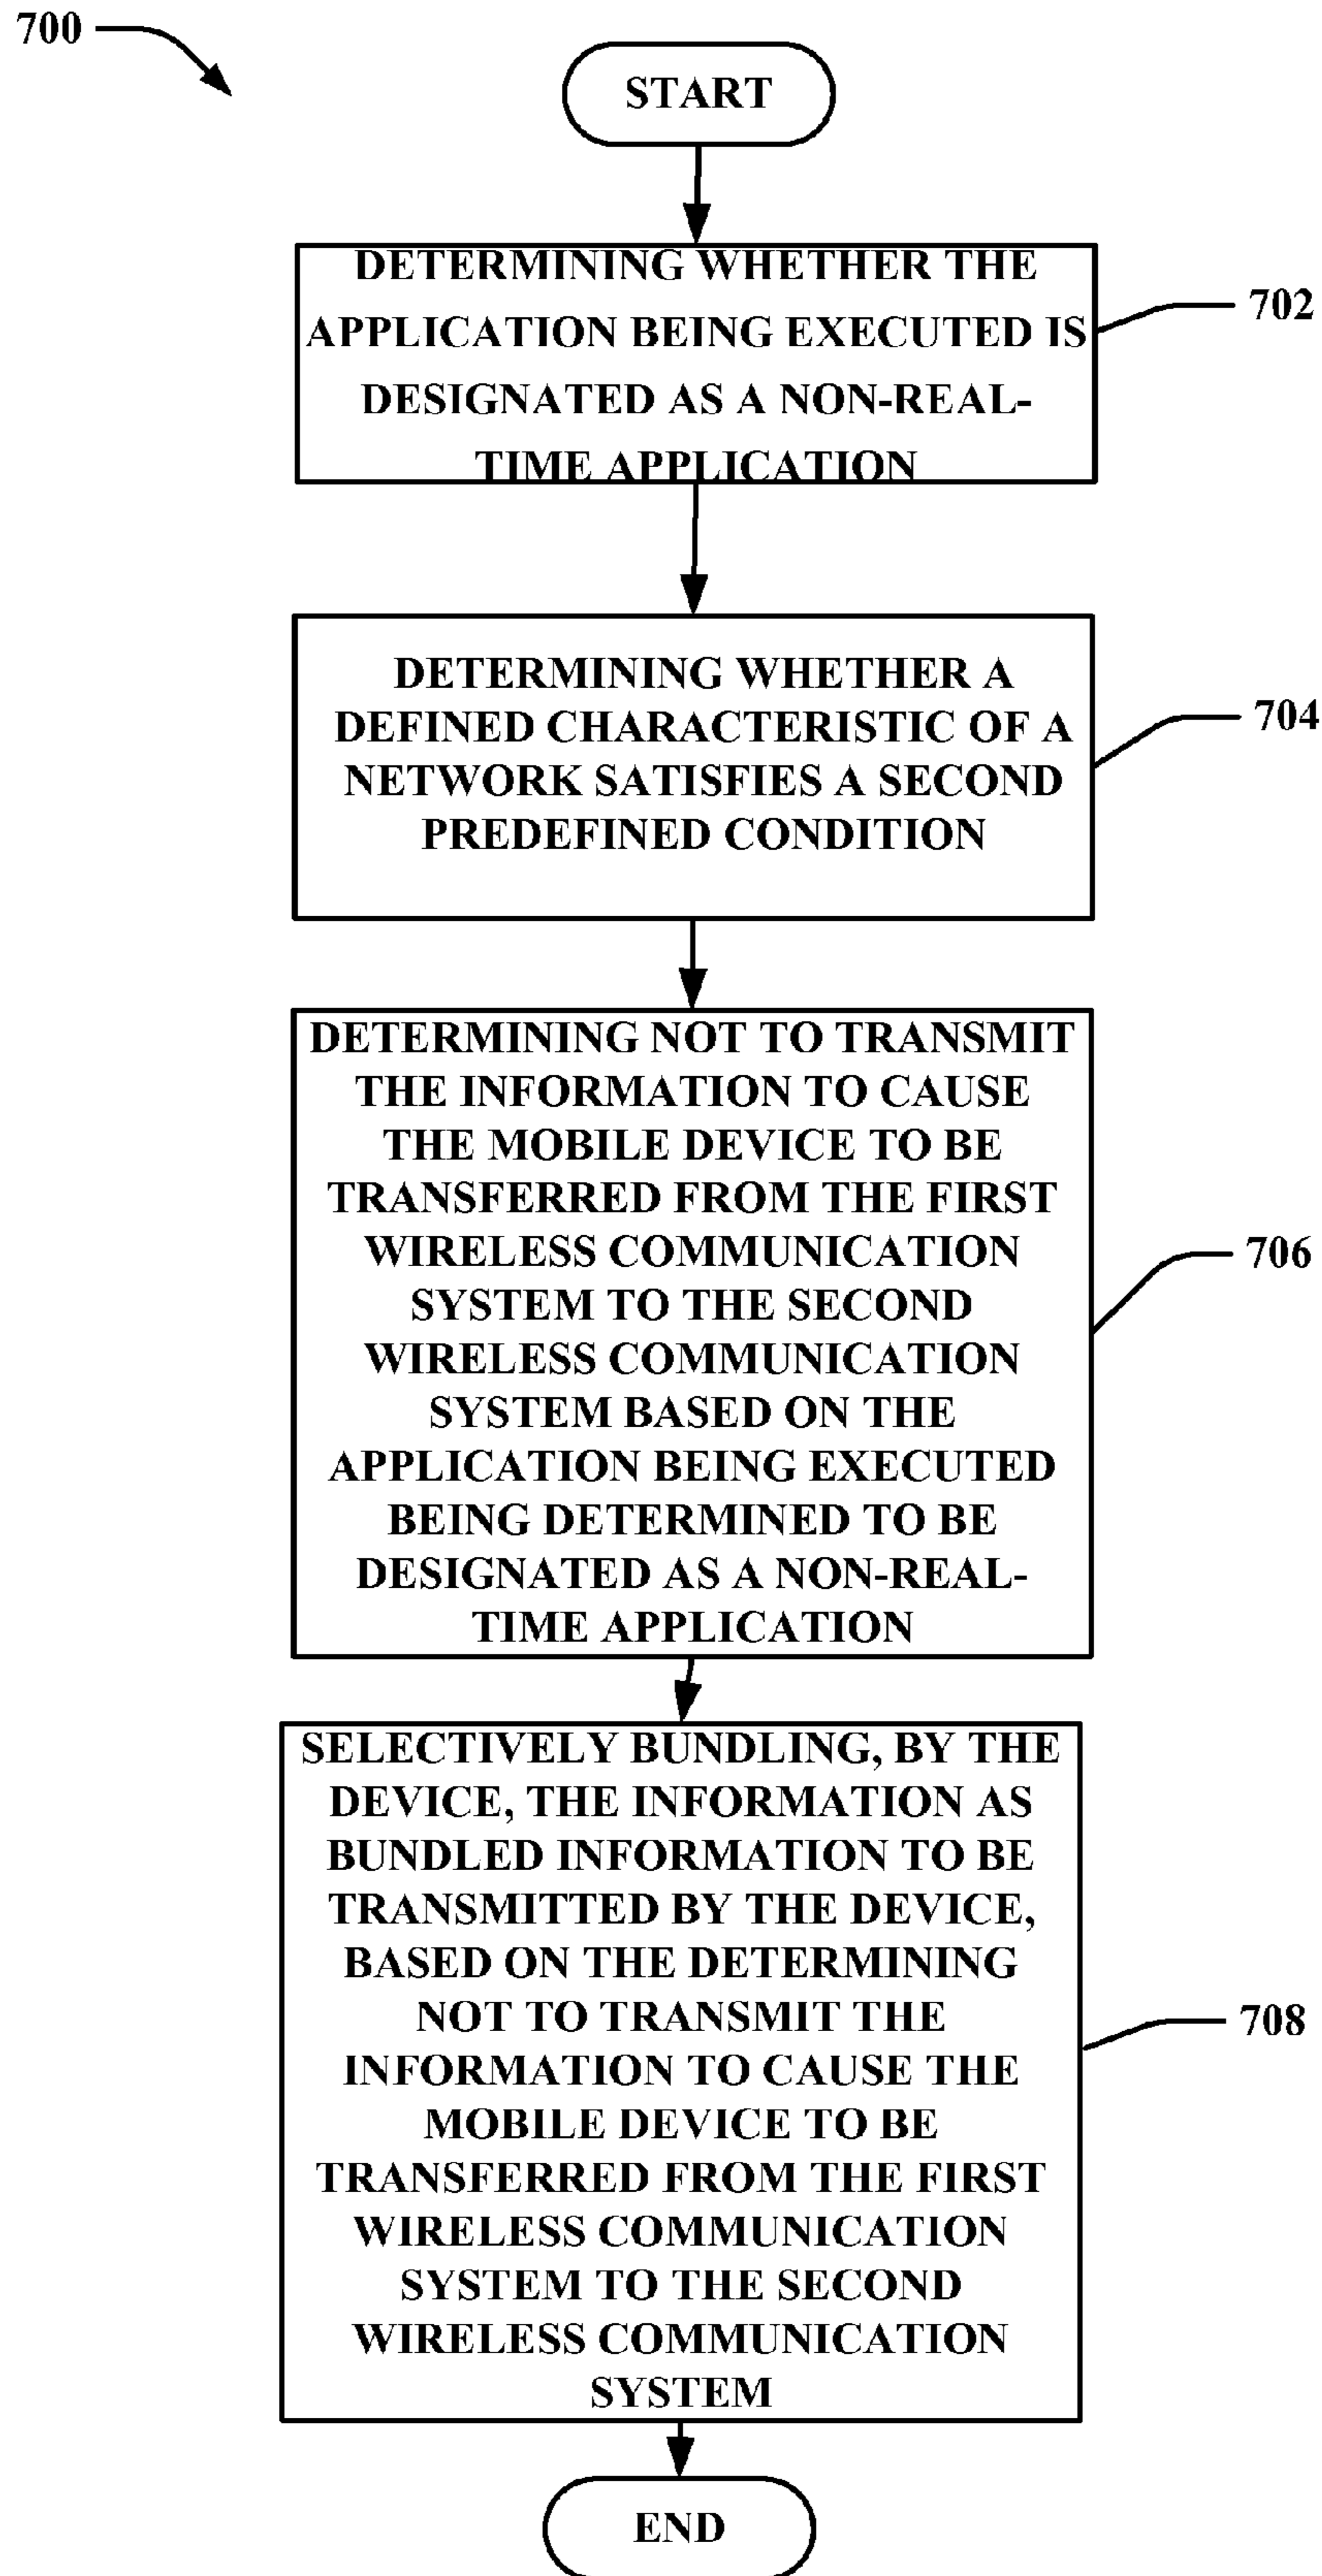 700
START
DETERMINING WHETHER THE
APPLICATION BEING EXECUTED IS
DESIGNATED AS A NON-REAL-
TIME APPLICATION
702
DETERMINING WHETHER A
DEFINED CHARACTERISTIC OF A
NETWORK SATISFIES A SECOND
PREDEFINED CONDITION
704
DETERMINING NOT TO TRANSMIT
THE INFORMATION TO CAUSE
THE MOBILE DEVICE TO BE
TRANSFERRED FROM THE FIRST
WIRELESS COMMUNICATION
SYSTEM TO THE SECOND
WIRELESS COMMUNICATION
SYSTEM BASED ON THE
APPLICATION BEING EXECUTED
BEING DETERMINED TO BE
DESIGNATED AS A NON-REAL-
TIME APPLICATION
706
SELECTIVELY BUNDLING, BY THE
DEVICE, THE INFORMATION AS
BUNDLED INFORMATION TO BE
TRANSMITTED BY THE DEVICE,
BASED ON THE DETERMINING
NOT TO TRANSMIT THE
INFORMATION TO CAUSE THE
MOBILE DEVICE TO BE
TRANSFERRED FROM THE FIRST
WIRELESS COMMUNICATION
SYSTEM TO THE SECOND
WIRELESS COMMUNICATION
SYSTEM
708
END